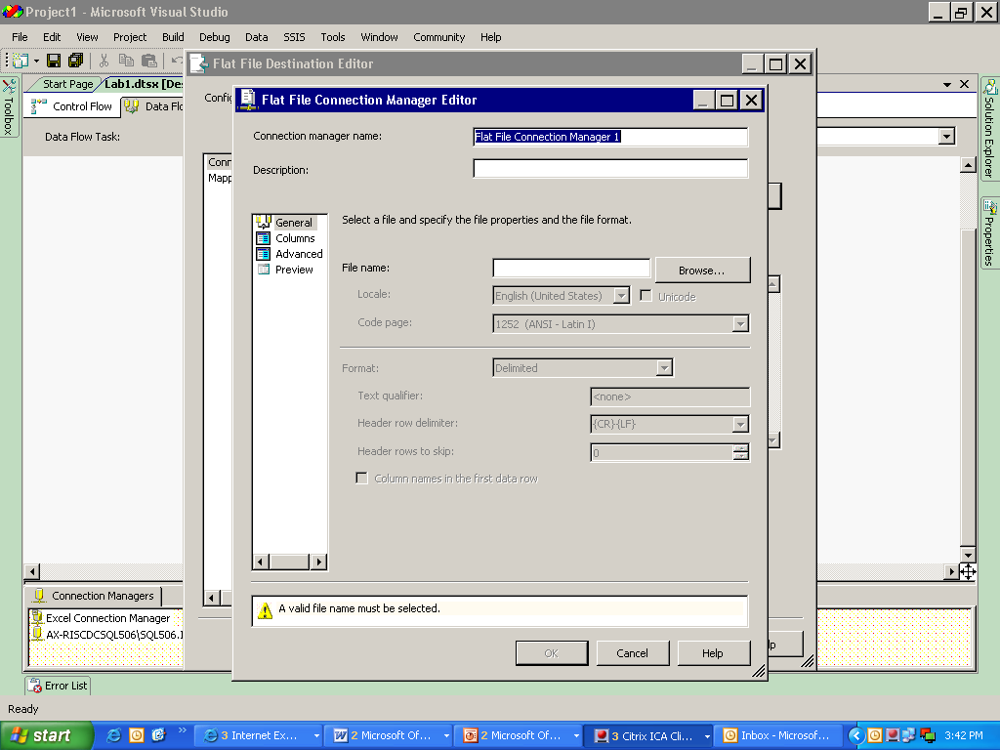 Project1 - Microsoft Visual Studio
File Edit View Project Build Debug Data SSIS Tools Window Community Help
Flat File Destination Editor
Toolbox
Start Page
Lab1.dtsx [De
Control Flow
Data Flo
Data Flow Task:
Config
Conn
Mapp
Flat File Connection Manager Editor
Connection manager name:
Flat File Connection Manager 1
Description:
General
Columns
Advanced
Preview
Select a file and specify the file properties and the file format.
File name:
Browse...
Locale:
English (United States)
Unicode
Code page:
1252 (ANSI - Latin I)
Format:
Delimited
Text qualifier:
<none>
Header row delimiter:
{CR}{LF}
Header rows to skip:
0
Column names in the first data row
A valid file name must be selected.
OK
Cancel
Help
lp
Solution Explorer
Properties
Connection Managers
Excel Connection Manager
AX-RISCDCSQL506\SQL506.
Error List
Ready
start
3 Internet Ex...
2 Microsoft Of...
2 Microsoft Of...
3 Citrix ICA Cli...
Inbox - Microsof...
3:42 PM